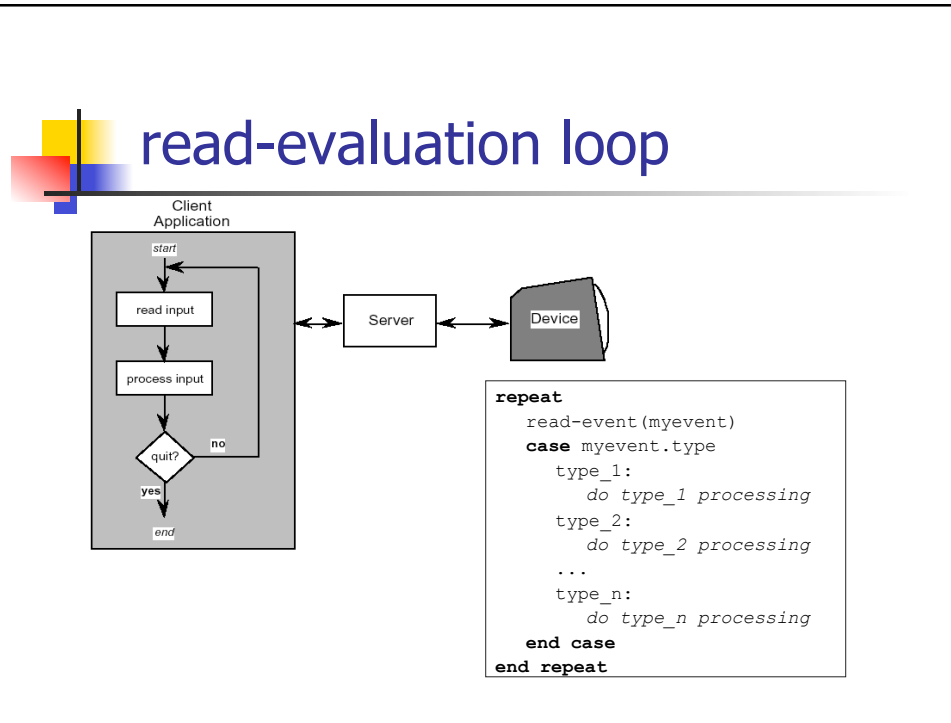 read-evaluation loop
Client
Application
start
read input
process input
quit?
no
yes
end
Server
Device
repeat
read-event(myevent)
case myevent.type
type_1:
do type_1 processing
type_2:
do type_2 processing
...
type_n:
do type_n processing
end case
end repeat